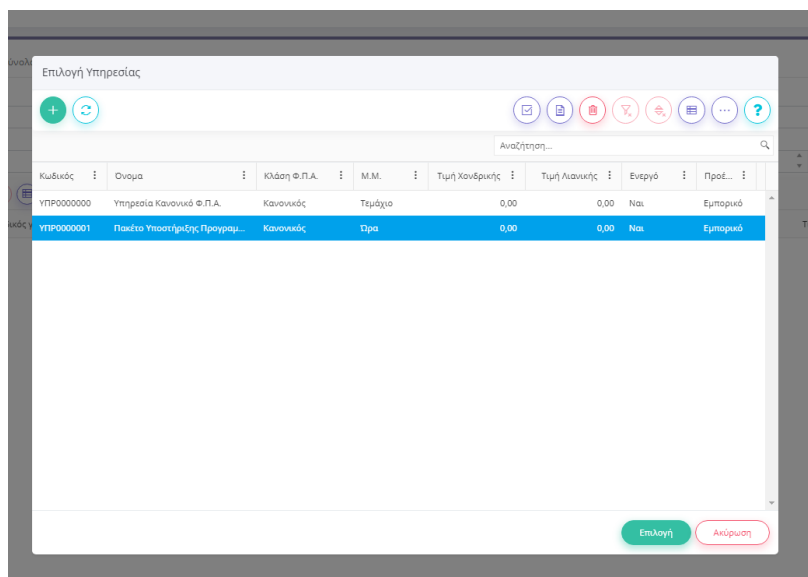 Επιλογή Υπηρεσίας
?
Αναζήτηση...
Κωδικός Όνομα Κλάση Φ.Π.Α. Μ.Μ. Τιμή Χονδρικής Τιμή Λιανικής Ενεργό Προέ...
ΥΠΡ0000000 Υπηρεσία Κανονικό Φ.Π.Α. Κανονικός Τεμάχιο 0,00 0,00 Ναι Εμπορικό
ΥΠΡ0000001 Πακέτο Υποστήριξης Προγραμ... Κανονικός Ώρα 0,00 0,00 Ναι Εμπορικό
Επιλογή Ακύρωση